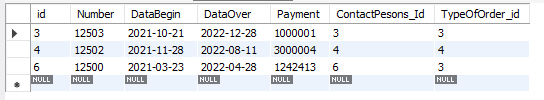 id Number DataBegin DataOver Payment ContactPesons_Id TypeOfOrder_id
3 12503 2021-10-21 2022-12-28 1000001 3 3
4 12502 2021-11-28 2022-08-11 3000004 4 4
6 12500 2021-03-23 2022-04-28 1242413 6 3
NULL NULL NULL NULL NULL NULL NULL